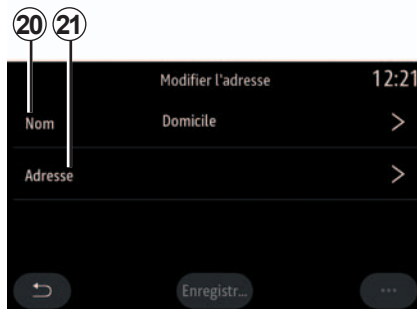 20 21
Modifier l'adresse 12:21
Nom Domicile >
Adresse >
Enregistr... ...